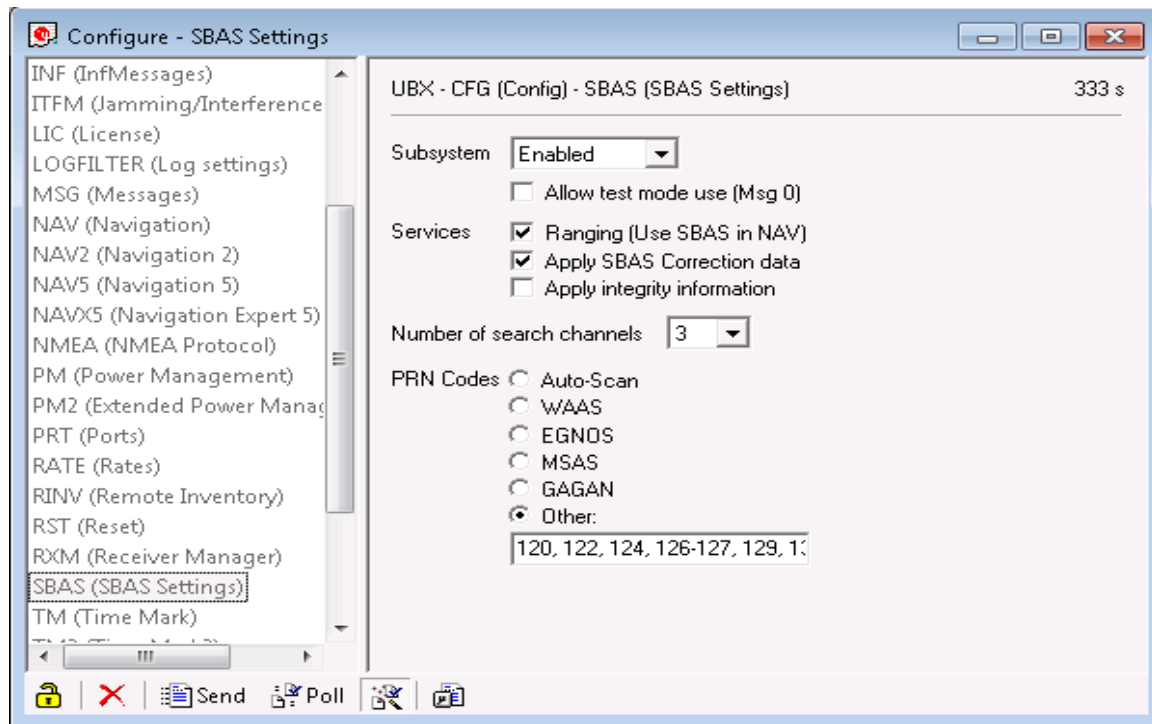 Configure - SBAS Settings
INF (InfMessages)
ITFM (Jamming/Interference
LIC (License)
LOGFILTER (Log settings)
MSG (Messages)
NAV (Navigation)
NAV2 (Navigation 2)
NAV5 (Navigation 5)
NAVX5 (Navigation Expert 5)
NMEA (NMEA Protocol)
PM (Power Management)
PM2 (Extended Power Manag
PRT (Ports)
RATE (Rates)
RINV (Remote Inventory)
RST (Reset)
RXM (Receiver Manager)
SBAS (SBAS Settings)
TM (Time Mark)
UBX - CFG (Config) - SBAS (SBAS Settings) 333 s
Subsystem Enabled
Allow test mode use (Msg 0)
Services Ranging (Use SBAS in NAV)
Apply SBAS Correction data
Apply integrity information
Number of search channels 3
PRN Codes Auto-Scan
WAAS
EGNOS
MSAS
GAGAN
Other:
120, 122, 124, 126-127, 129,
Send Poll